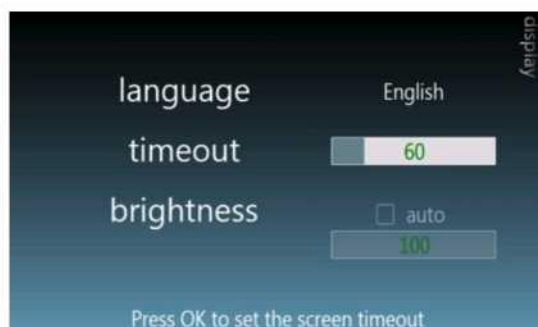 display
language English
timeout 60
brightness auto
100
Press OK to set the screen timeout